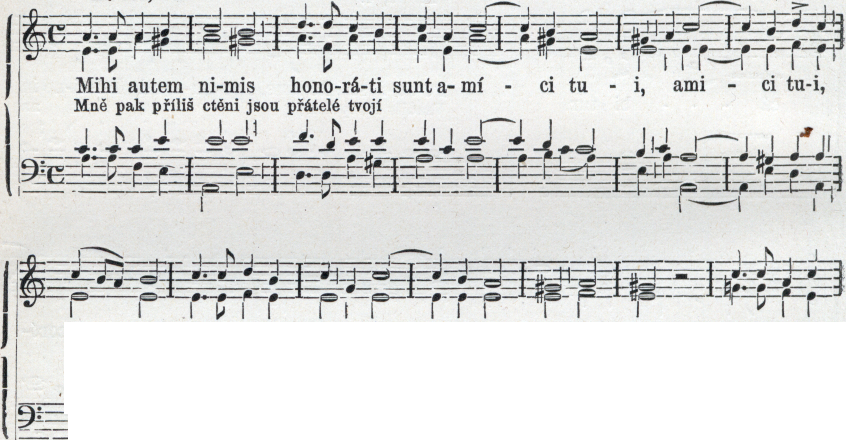 Mihi autem ni-mis hono-rá-ti sunt a-mí - ci tu - i, ami - ci tu-i,
Mně pak příliš ctěni jsou přátelé tvojí